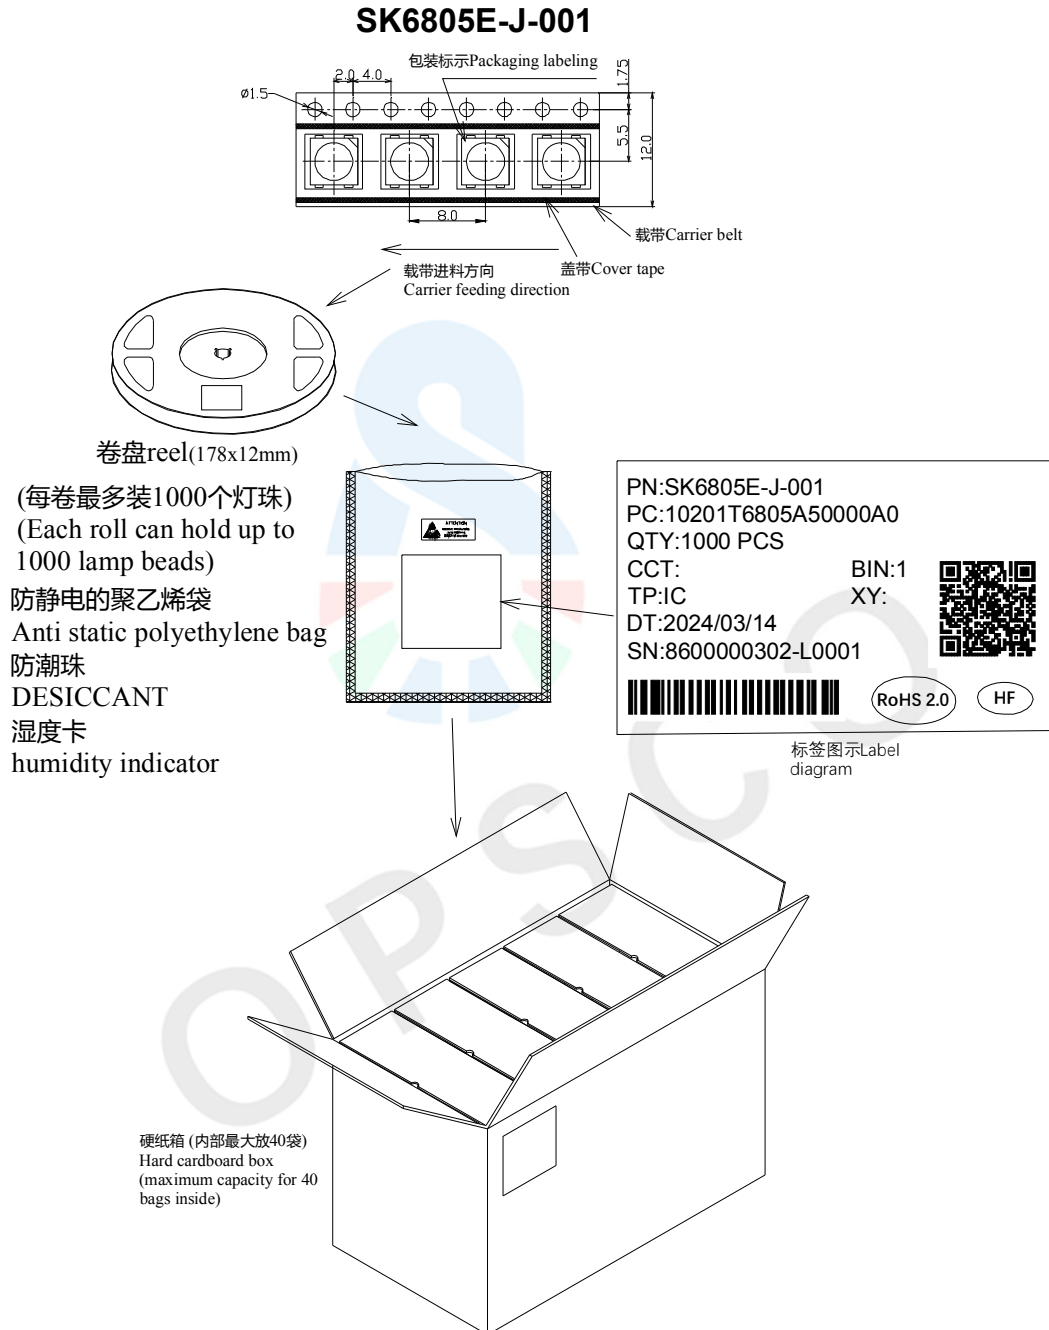 SK6805E-J-001
包装标示Packaging labeling
2.0 4.0
1.75
ø1.5
5.5
12.0
8.0
载带Carrier belt
盖带Cover tape
载带进料方向
Carrier feeding direction
卷盘reel(178x12mm)
(每卷最多装1000个灯珠)
(Each roll can hold up to
1000 lamp beads)
防静电的聚乙烯袋
Anti static polyethylene bag
防潮珠
DESICCANT
湿度卡
humidity indicator
ATTENTION
PN:SK6805E-J-001
PC:10201T6805A50000A0
QTY:1000 PCS
CCT: BIN:1
TP:IC XY:
DT:2024/03/14
SN:8600000302-L0001
RoHS 2.0 HF
标签图示Label
diagram
OPSCO
硬纸箱 (内部最大放40袋)
Hard cardboard box
(maximum capacity for 40
bags inside)